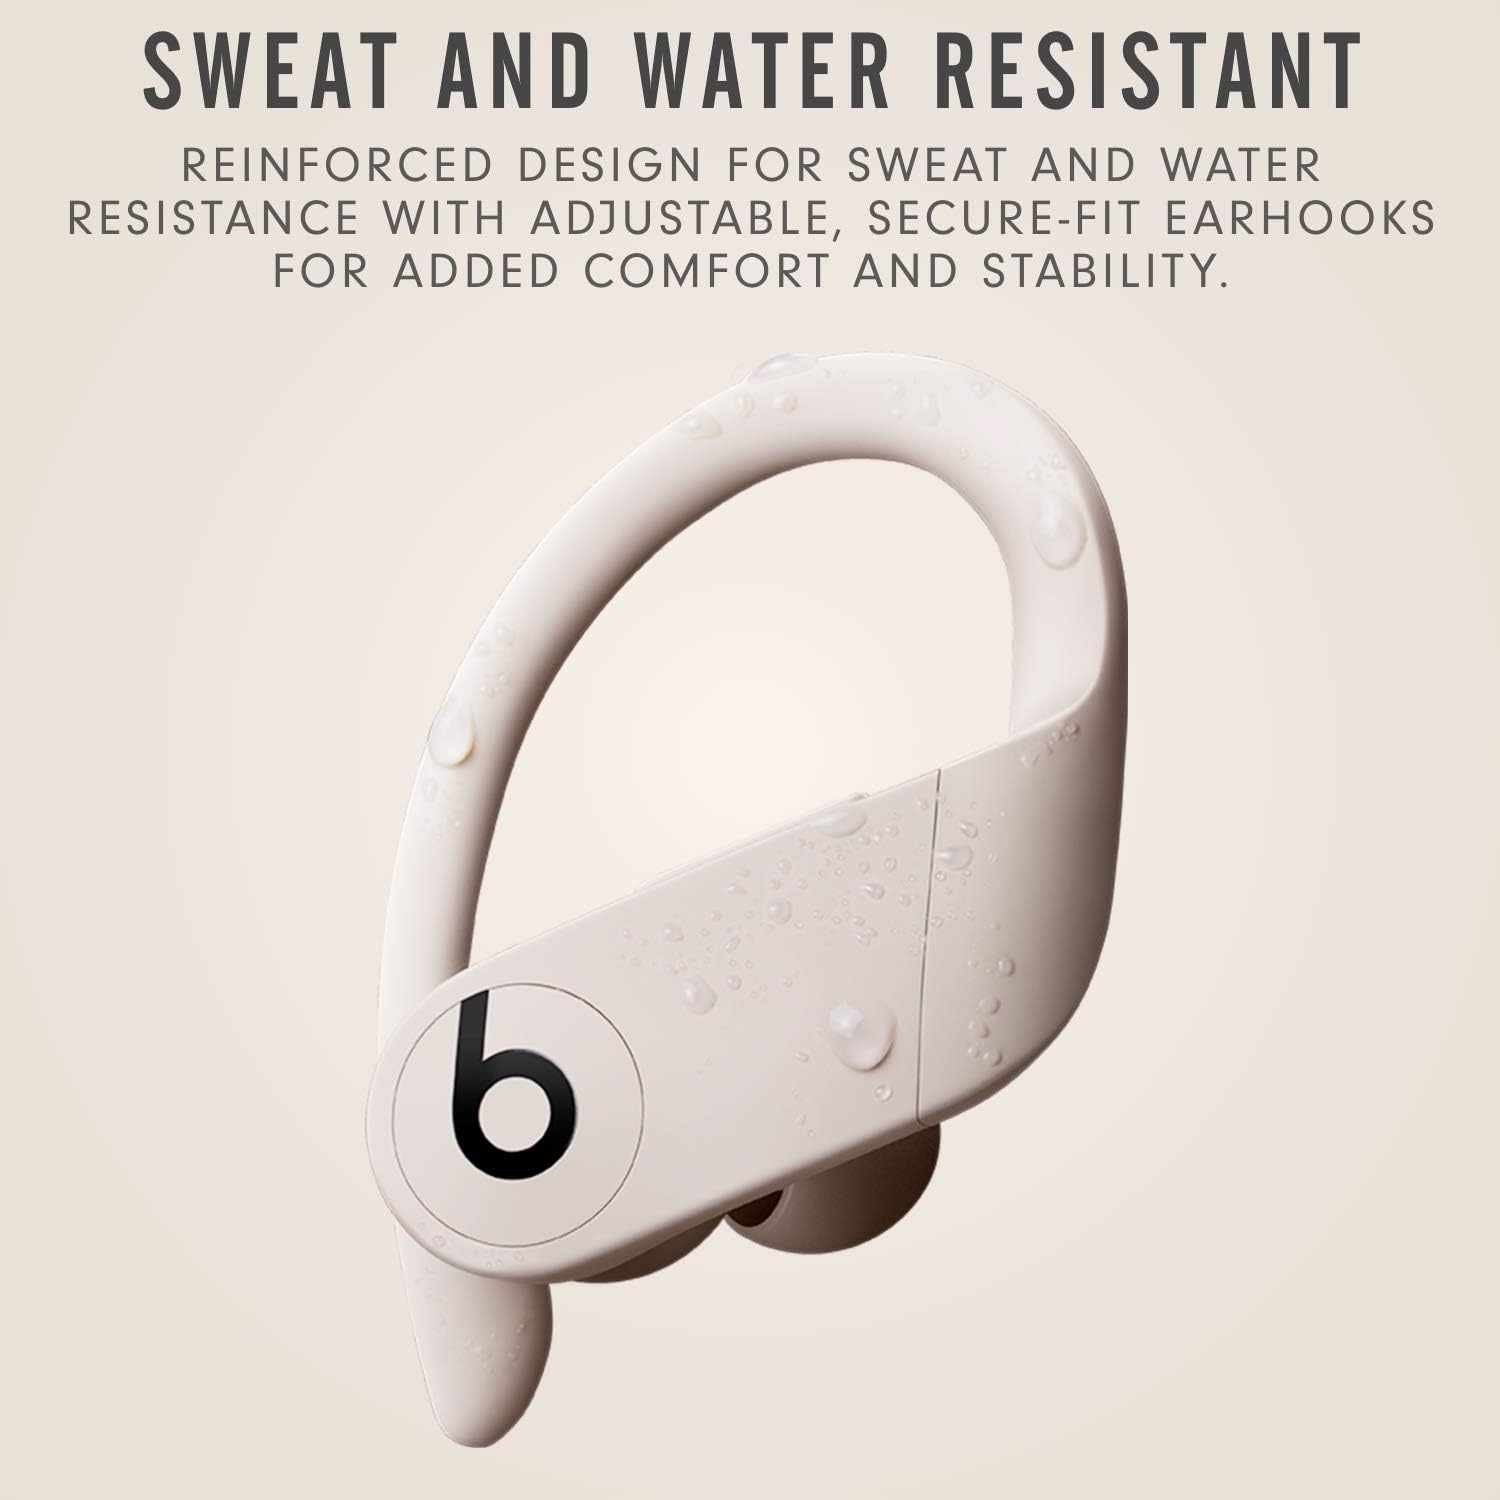 SWEAT AND WATER RESISTANT
REINFORCED DESIGN FOR SWEAT AND WATER
RESISTANCE WITH ADJUSTABLE, SECURE-FIT EARHOOKS
FOR ADDED COMFORT AND STABILITY.
b